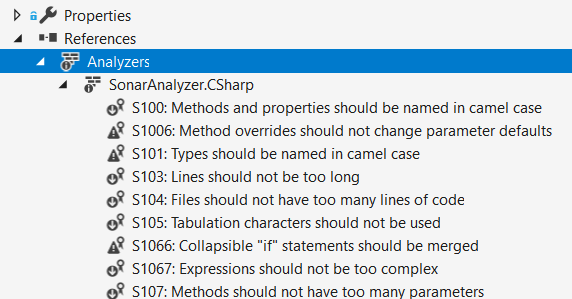 Properties
References
Analyzers
SonarAnalyzer.CSharp
S100: Methods and properties should be named in camel case
S1006: Method overrides should not change parameter defaults
S101: Types should be named in camel case
S103: Lines should not be too long
S104: Files should not have too many lines of code
S105: Tabulation characters should not be used
S1066: Collapsible "if" statements should be merged
S1067: Expressions should not be too complex
S107: Methods should not have too many parameters